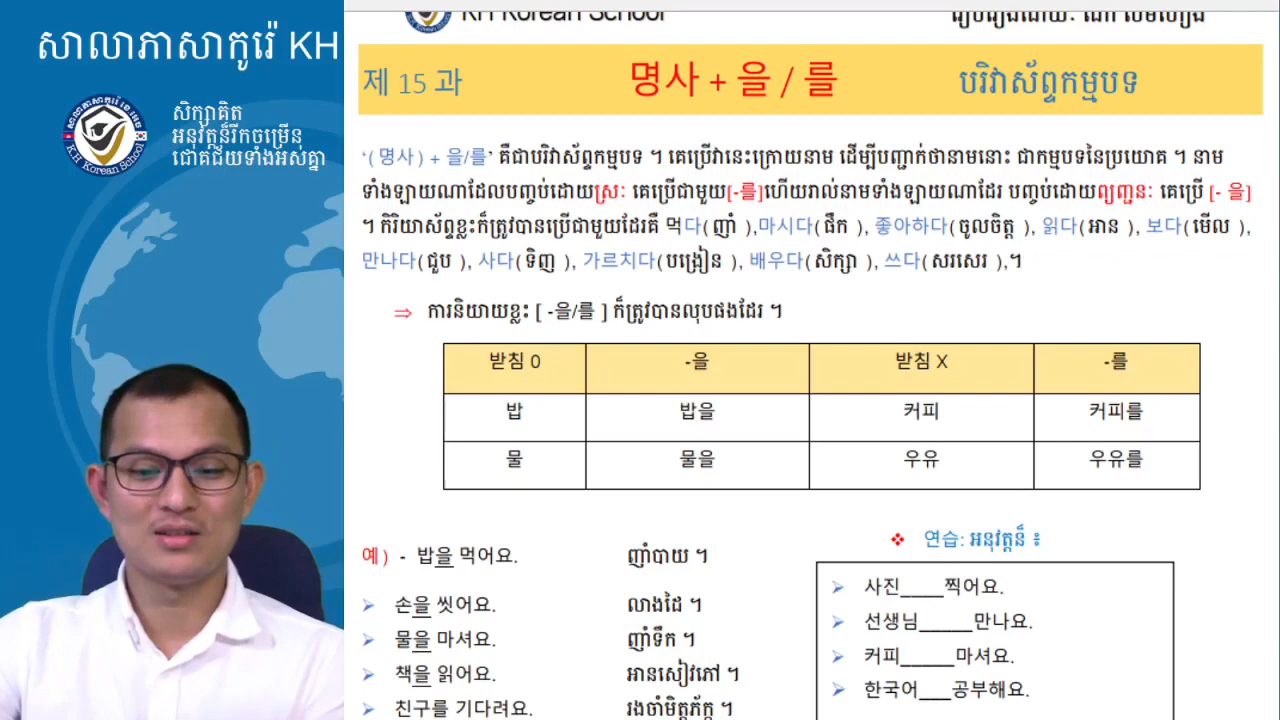 សាលាភាសាកូរ៉េ KH
K.H Korean School
សិក្សាគិត
អនុវត្តន៏រីកចម្រើន
ជោគជ័យទាំងអស់គ្នា
KH Korean School
제 15 과 명사 + 을 / 를 បរិវាស័ព្ទកម្មបទ
‘(명사) + 을/를’ គឺជាបរិវាស័ព្ទកម្មបទ ។ គេប្រើវានេះក្រោយនាម ដើម្បីបញ្ជាក់ថានាមនោះ ជាកម្មបទនៃប្រយោគ ។ នាម
ទាំងឡាយណាដែលបញ្ចប់ដោយស្រៈ គេប្រើជាមួយ[-를]ហើយរាល់នាមទាំងឡាយណាដែរ បញ្ចប់ដោយព្យញ្ជនៈ គេប្រើ [- 을]
។ កិរិយាស័ព្ទខ្លះក៏ត្រូវបានប្រើជាមួយដែរគឺ 먹다(ញាំ ),마시다(ផឹក ), 좋아하다(ចូលចិត្ត ), 읽다(អាន ), 보다(មើល ),
만나다(ជួប ), 사다(ទិញ ), 가르치다(បង្រៀន ), 배우다(សិក្សា ), 쓰다(សរសេរ ),។
⇒ ការនិយាយខ្លះ [ -을/를 ] ក៏ត្រូវបានលុបផងដែរ ។
받침 0 -을 받침 X -를
밥 밥을 커피 커피를
물 물을 우유 우유를
예) - 밥을 먹어요. ញាំបាយ ។
손을 씻어요. លាងដៃ ។
물을 마셔요. ញាំទឹក ។
책을 읽어요. អានសៀវភៅ ។
친구를 기다려요. រងចាំមិត្តភ័ក្ត ។
❖ 연습: អនុវត្តន៏ ៖
사진____찍어요.
선생님_____만나요.
커피_____마셔요.
한국어___공부해요.